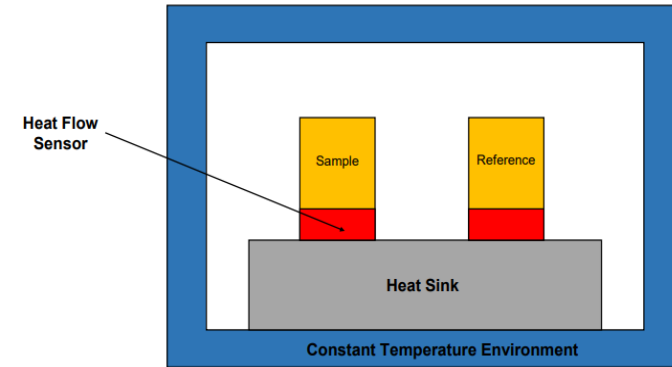 Heat Flow
Sensor
Sample
Reference
Heat Sink
Constant Temperature Environment